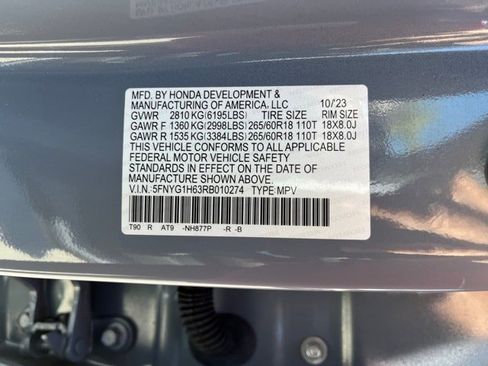 MFD. BY HONDA DEVELOPMENT &
MANUFACTURING OF AMERICA, LLC 10/23
GVWR 2810 KG(6195LBS) TIRE SIZE RIM SIZE
GAWR F 1360 KG(2998LBS) 265/60R18 110T 18X8.0J
GAWR R 1535 KG(3384LBS) 265/60R18 110T 18X8.0J
THIS VEHICLE CONFORMS TO ALL APPLICABLE
FEDERAL MOTOR VEHICLE SAFETY
STANDARDS IN EFFECT ON THE DATE OF
MANUFACTURE SHOWN ABOVE.
V.I.N.:5FNYG1H63RB010274 TYPE:MPV
T90 R AT9 -NH877P -R -B